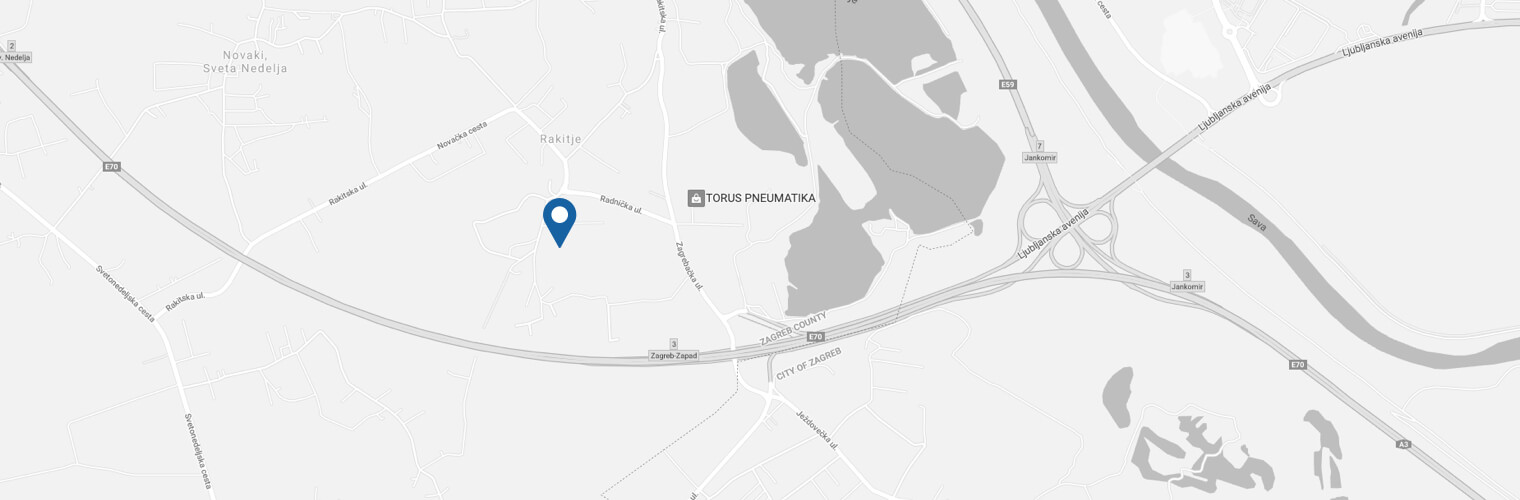 Rakitska ul.
cesta
2
Nedelja
Novaki,
Sveta Nedelja
Ljubljanska avenija
E59
Ljubljanska avenija
Novačka cesta
Rakitje
7
Jankomir
E70
Rakitska ul.
Radnička ul.
TORUS PNEUMATIKA
Ljubljanska avenija
Sava
Zagrebačka ul.
Svetonedeljska cesta
Rakitska ul.
3
Jankomir
ZAGREB COUNTY
E70
3
Zagreb-Zapad
CITY OF ZAGREB
E70
Ježdovečka ul.
Svetonedeljska cesta
A3
ul.